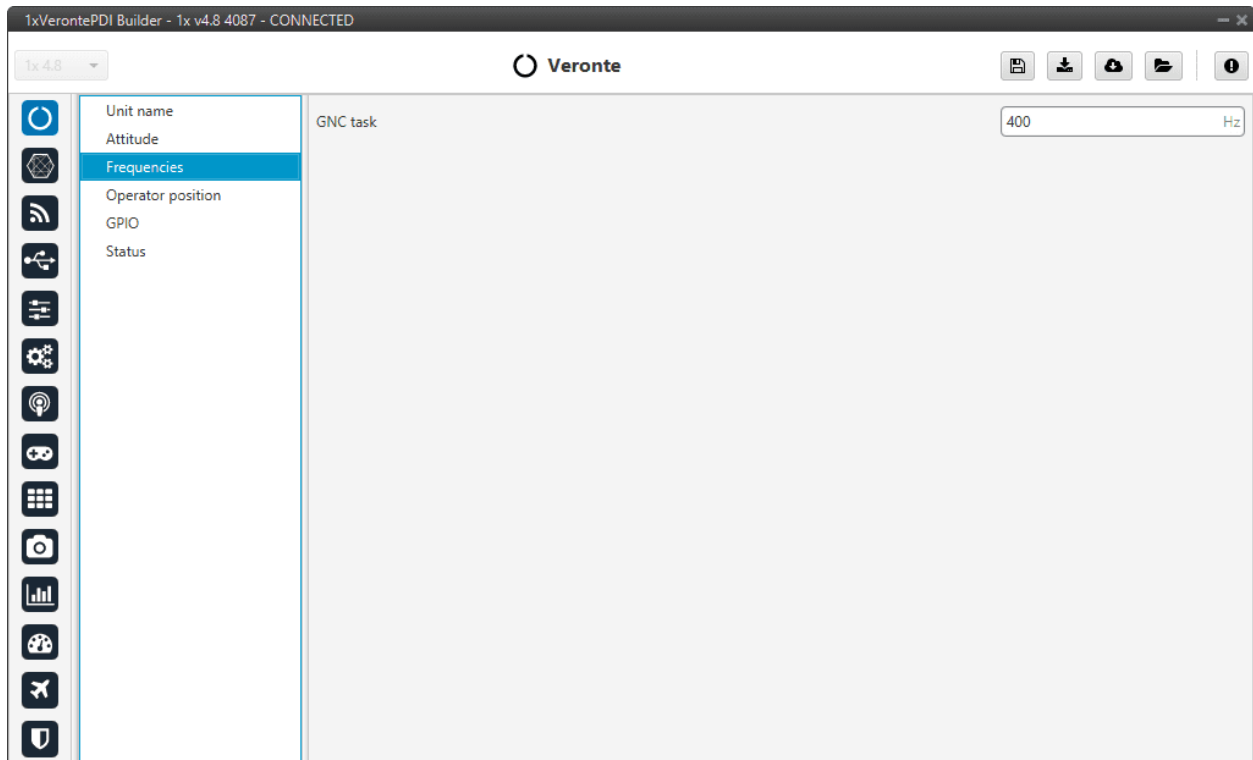 1xVerontePDI Builder - 1x v4.8 4087 - CONNECTED
1x 4.8
Veronte
Unit name
Attitude
Frequencies
Operator position
GPIO
Status
GNC task
400 Hz